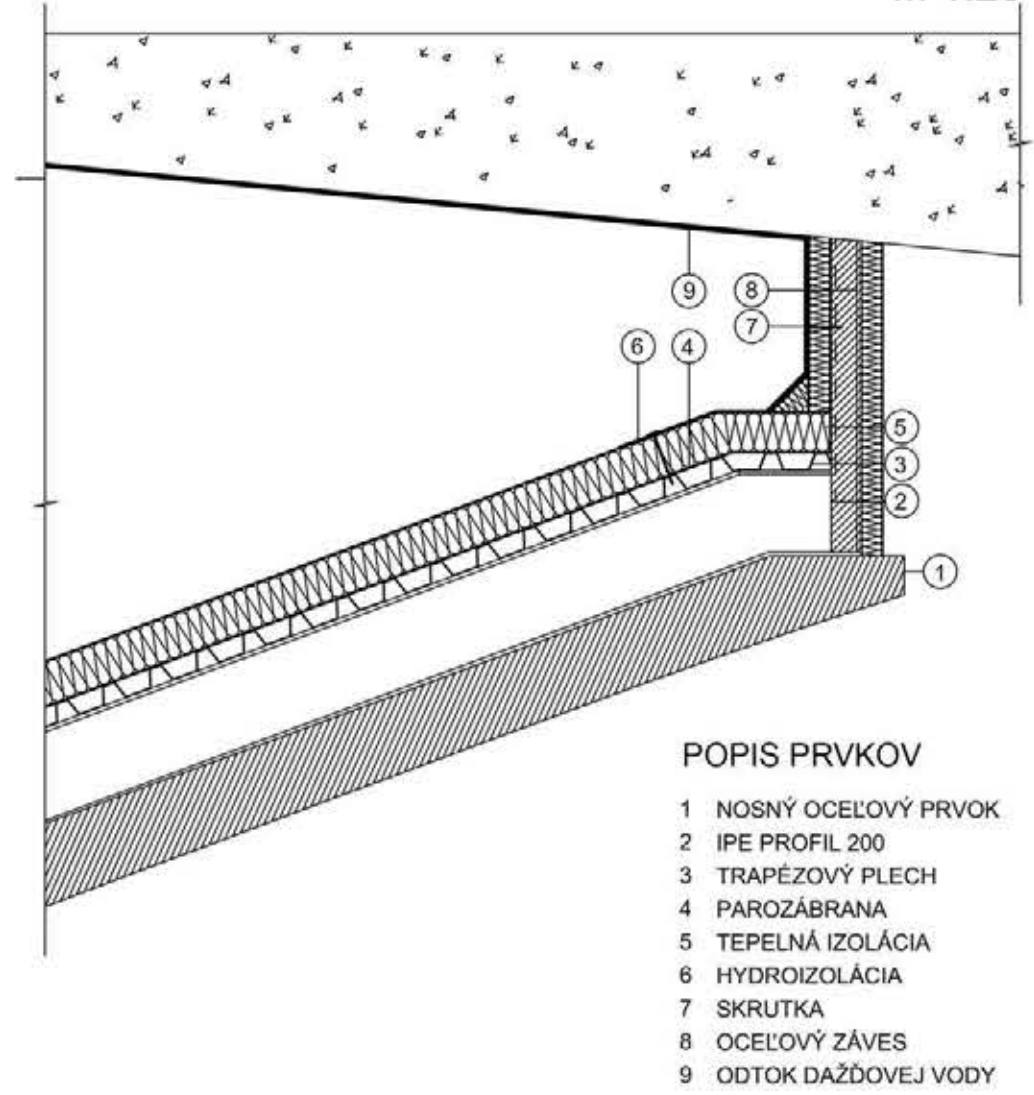 9
8
7
6
4
5
3
2
1
POPIS PRVKOV
1 NOSNÝ OCEĽOVÝ PRVOK
2 IPE PROFIL 200
3 TRAPÉZOVÝ PLECH
4 PAROZÁBRANA
5 TEPELNÁ IZOLÁCIA
6 HYDROIZOLÁCIA
7 SKRUTKA
8 OCEĽOVÝ ZÁVES
9 ODTOK DAŽĎOVEJ VODY